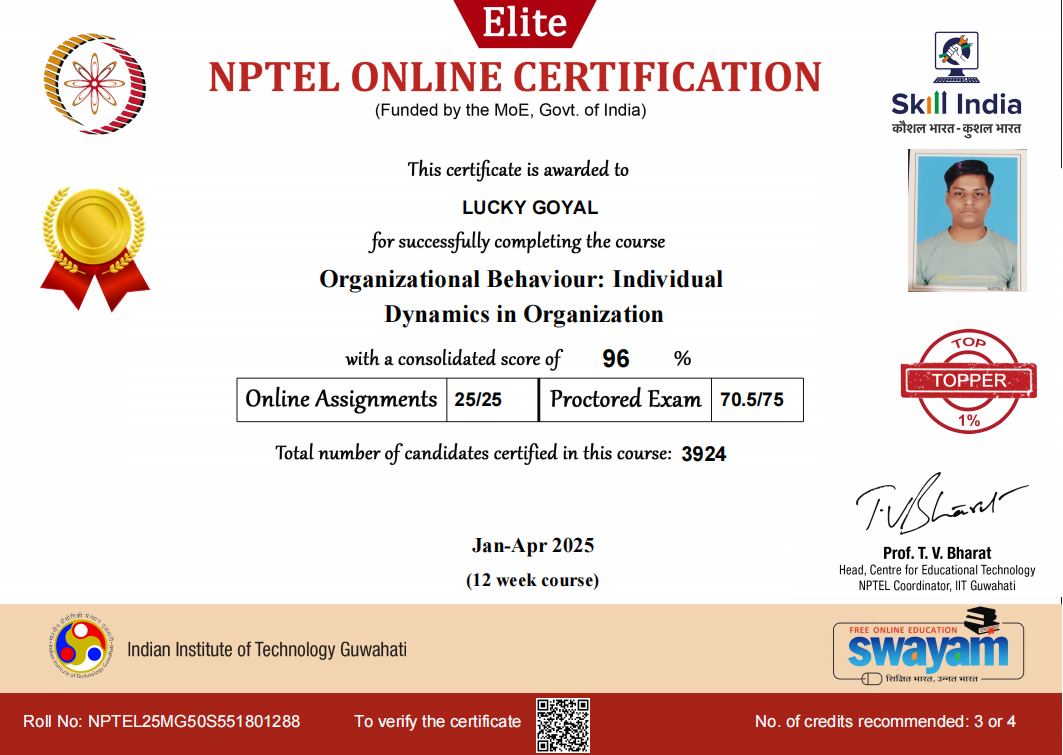 Elite
NPTEL ONLINE CERTIFICATION
(Funded by the MoE, Govt. of India)
Skill India
कौशल भारत - कुशल भारत
This certificate is awarded to
LUCKY GOYAL
for successfully completing the course
Organizational Behaviour: Individual
Dynamics in Organization
with a consolidated score of 96 %
Online Assignments 25/25 Proctored Exam 70.5/75
TOP
TOPPER
1%
Total number of candidates certified in this course: 3924
Jan-Apr 2025
(12 week course)
Prof. T. V. Bharat
Head, Centre for Educational Technology
NPTEL Coordinator, IIT Guwahati
Indian Institute of Technology Guwahati
FREE ONLINE EDUCATION
swayam
शिक्षित भारत, उन्नत भारत
Roll No: NPTEL25MG50S551801288 To verify the certificate No. of credits recommended: 3 or 4